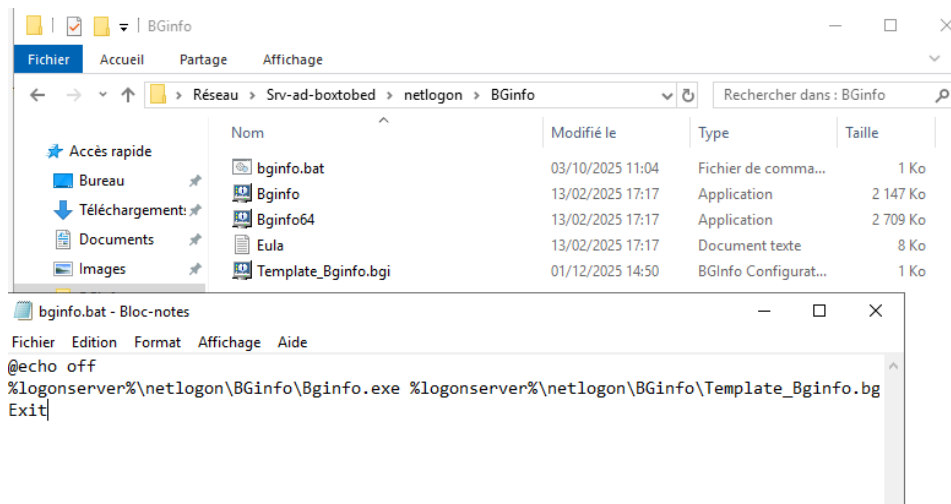 BGinfo
Fichier Accueil Partage Affichage
Réseau Srv-ad-boxtobed netlogon BGinfo Rechercher dans : BGinfo
Nom Modifié le Type Taille
Accès rapide
bginfo.bat 03/10/2025 11:04 Fichier de comma... 1 Ko
Bureau
Bginfo 13/02/2025 17:17 Application 2 147 Ko
Téléchargement:
Bginfo64 13/02/2025 17:17 Application 2 709 Ko
Documents
Eula 13/02/2025 17:17 Document texte 8 Ko
Images
Template_Bginfo.bgi 01/12/2025 14:50 BGInfo Configurat... 1 Ko
bginfo.bat - Bloc-notes
Fichier Edition Format Affichage Aide
@echo off
%logonserver%\netlogon\BGinfo\Bginfo.exe %logonserver%\netlogon\BGinfo\Template_Bginfo.bg
Exit